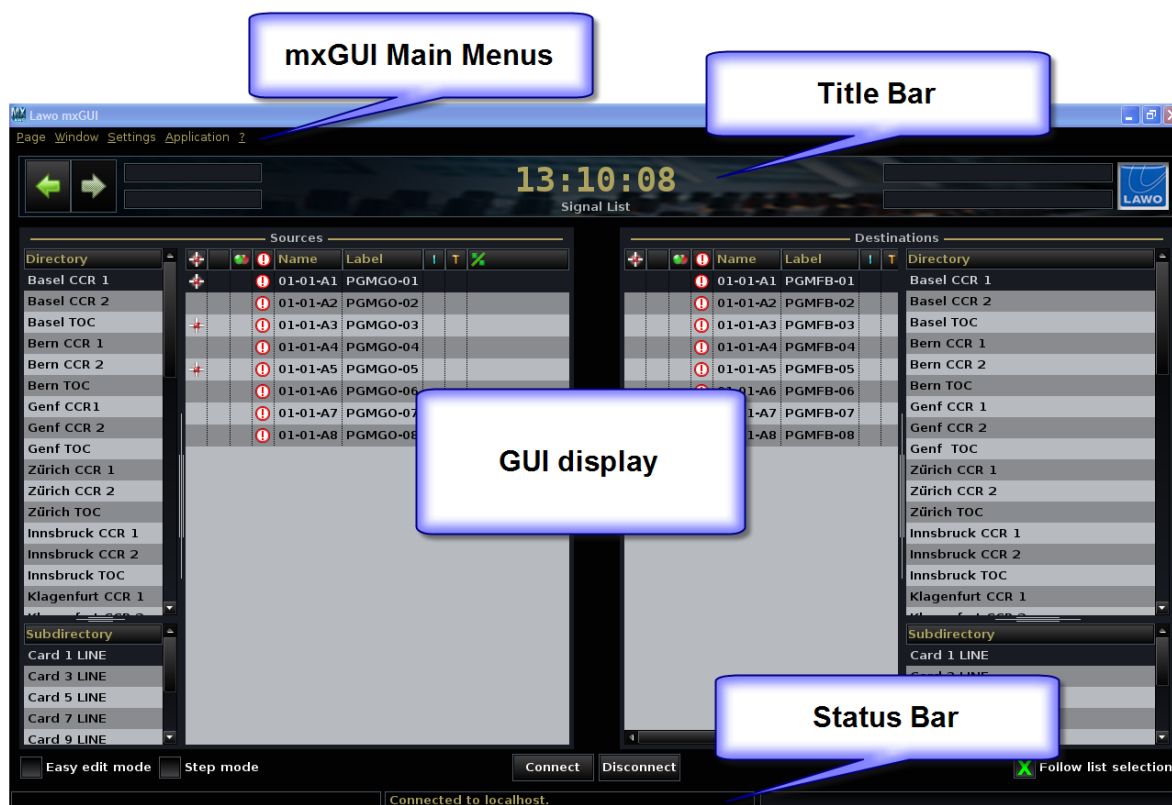 mxGUI Main Menus
Title Bar
Lawo mxGUI
Page Window Settings Application ?
13:10:08
Signal List
LAWO
Sources
Destinations
Directory Name Label I T
Name Label I T Directory
Basel CCR 1 01-01-A1 PGMGO-01 01-01-A1 PGMFB-01 Basel CCR 1
Basel CCR 2 01-01-A2 PGMGO-02 01-01-A2 PGMFB-02 Basel CCR 2
Basel TOC 01-01-A3 PGMGO-03 01-01-A3 PGMFB-03 Basel TOC
Bern CCR 1 01-01-A4 PGMGO-04 01-01-A4 PGMFB-04 Bern CCR 1
Bern CCR 2 01-01-A5 PGMGO-05 01-01-A5 PGMFB-05 Bern CCR 2
Bern TOC 01-01-A6 PGMGO-06 PGMFB-06 Bern TOC
Genf CCR1 01-01-A7 PGMGO-07 1-A7 PGMFB-07 Genf CCR 1
Genf CCR 2 01-01-A8 PGMGO-08 1-A8 PGMFB-08 Genf CCR 2
GUI display
Genf TOC Genf TOC
Zürich CCR 1 Zürich CCR 1
Zürich CCR 2 Zürich CCR 2
Zürich TOC Zürich TOC
Innsbruck CCR 1 Innsbruck CCR 1
Innsbruck CCR 2 Innsbruck CCR 2
Innsbruck TOC Innsbruck TOC
Klagenfurt CCR 1 Klagenfurt CCR 1
Subdirectory Subdirectory
Card 1 LINE Card 1 LINE
Card 3 LINE
Card 5 LINE
Card 7 LINE
Card 9 LINE
Status Bar
Easy edit mode Step mode Connect Disconnect X Follow list selection
Connected to localhost.